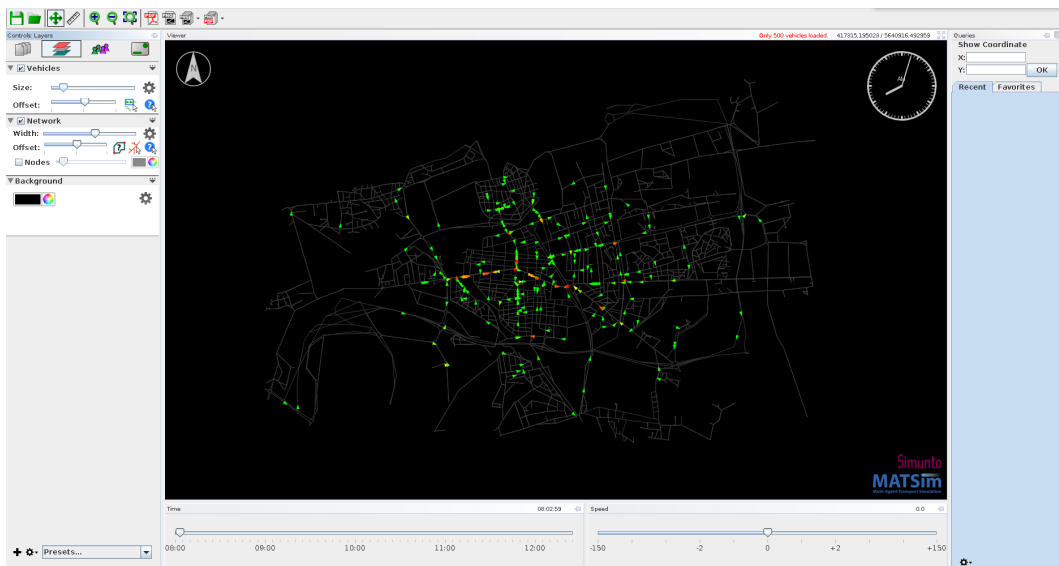 Controls: Layers
Viewer
Only 500 vehicles loaded.
417315.195028 / 5640916.492959
Queries
Show Coordinate
X:
Y:
OK
Recent
Favorites
Vehicles
Size:
Offset:
Network
Width:
Offset:
Nodes
Background
N
AM
Simunto
MATSim
Multi-Agent Transport Simulation
Time
08:02:59
Speed
0.0
08:00
09:00
10:00
11:00
12:00
-150
-2
0
+2
+150
Presets...